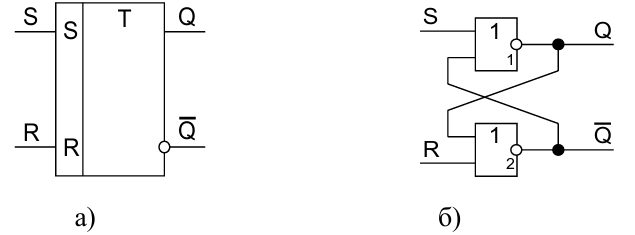 S S T Q
R R Q̅
а)
S 1 1 Q
R 1 2 Q̅
б)